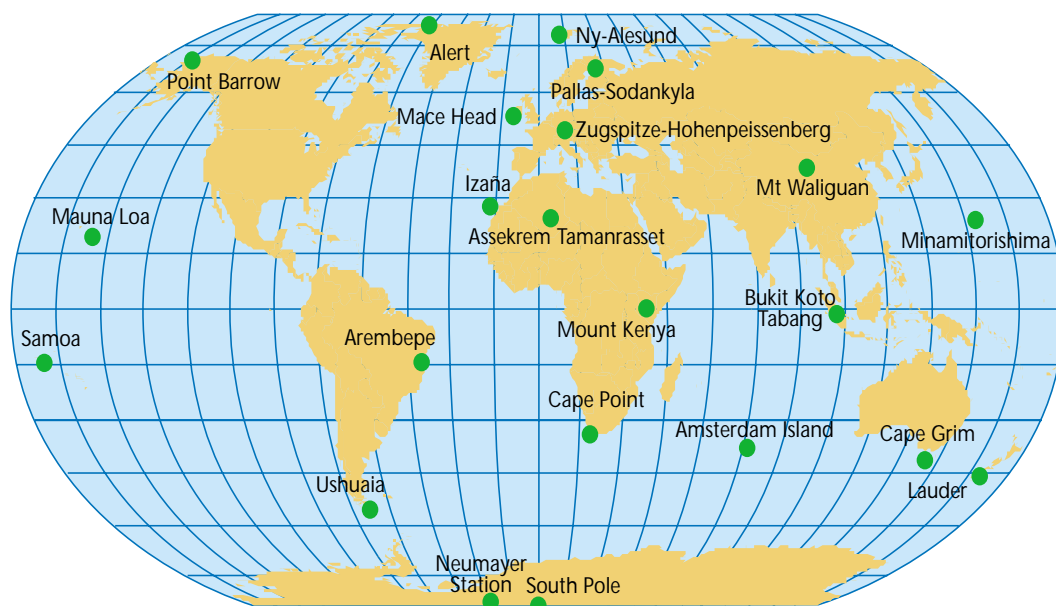 Ny-Alesund
Alert
Point Barrow
Pallas-Sodankyla
Mace Head
Zugspitze-Hohenpeissenberg
Izaña
Mt Waliguan
Mauna Loa
Assekrem Tamanrasset
Minamitorishima
Bukit Koto
Tabang
Mount Kenya
Samoa
Arembepe
Cape Point
Amsterdam Island
Cape Grim
Ushuaia
Lauder
Neumayer
Station
South Pole